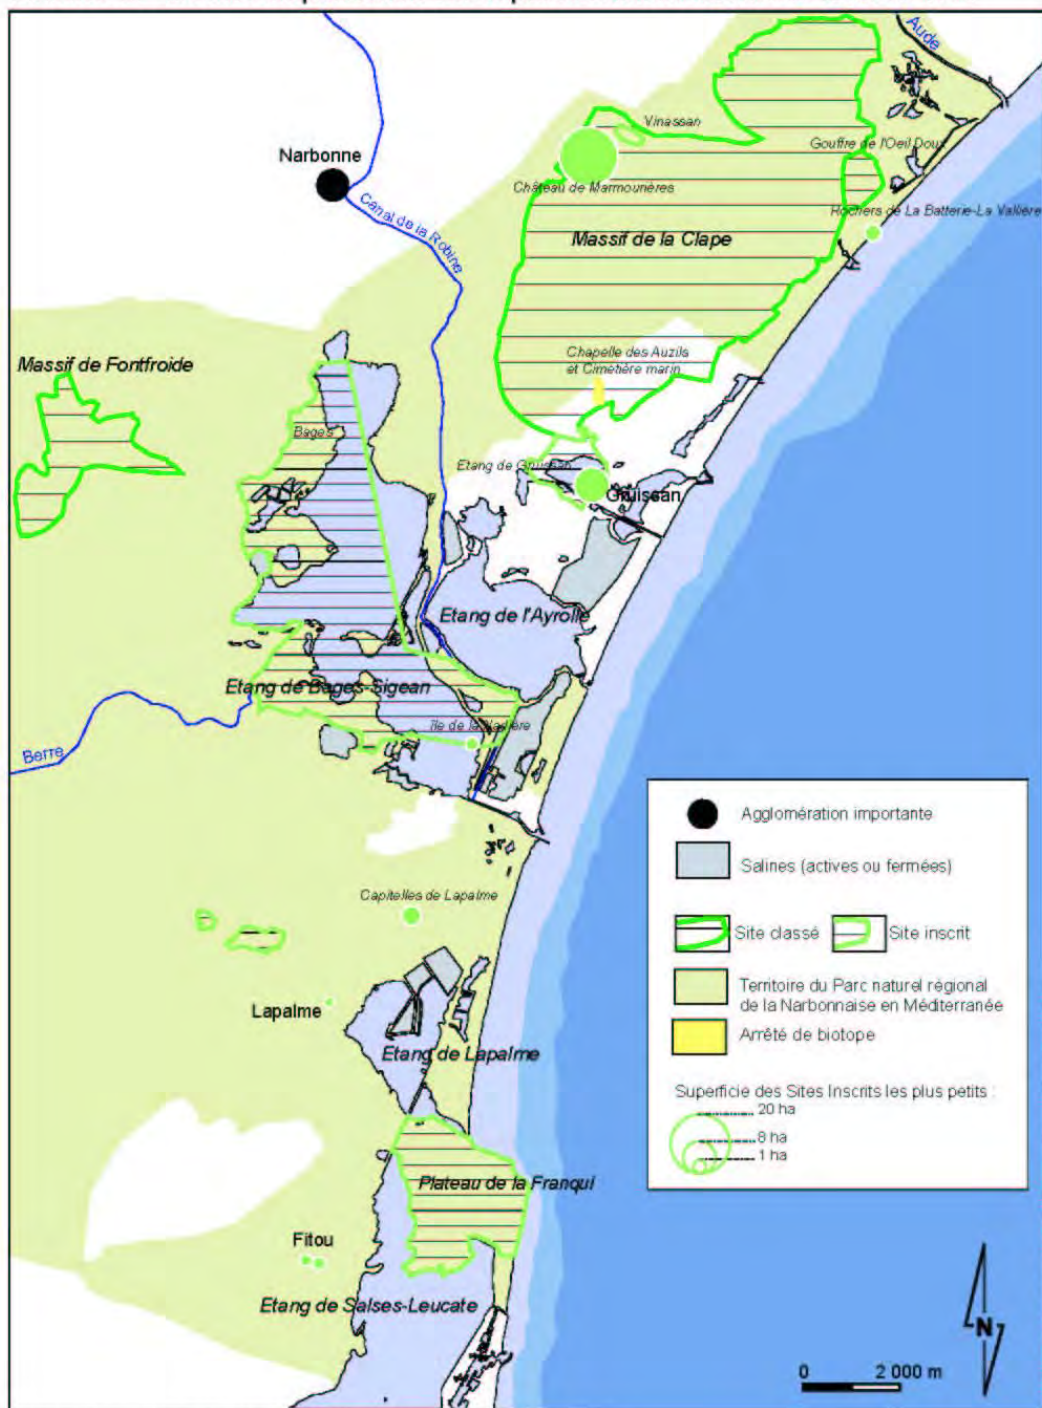 Aude
Vinassan
Gouffre de l'Oeil Doux
Narbonne
Château de Marmourières
Canal de la Robine
Rochers de La Batterie-La Vallière
Massif de la Clape
Chapelle des Auzils
et Cimetière marin
Massif de Fontfroide
Bages
Etang de Gruissan
Gruissan
Etang de l'Ayrolle
Etang de Bages-Sigean
île de la Nadière
Berre
Agglomération importante
Salines (actives ou fermées)
Site classé
Site inscrit
Territoire du Parc naturel régional
de la Narbonnaise en Méditerranée
Arrêté de biotope
Superficie des Sites Inscrits les plus petits :
20 ha
8 ha
1 ha
Capitelles de Lapalme
Lapalme
Etang de Lapalme
Plateau de la Franqui
Fitou
Etang de Salses-Leucate
N
0 2 000 m